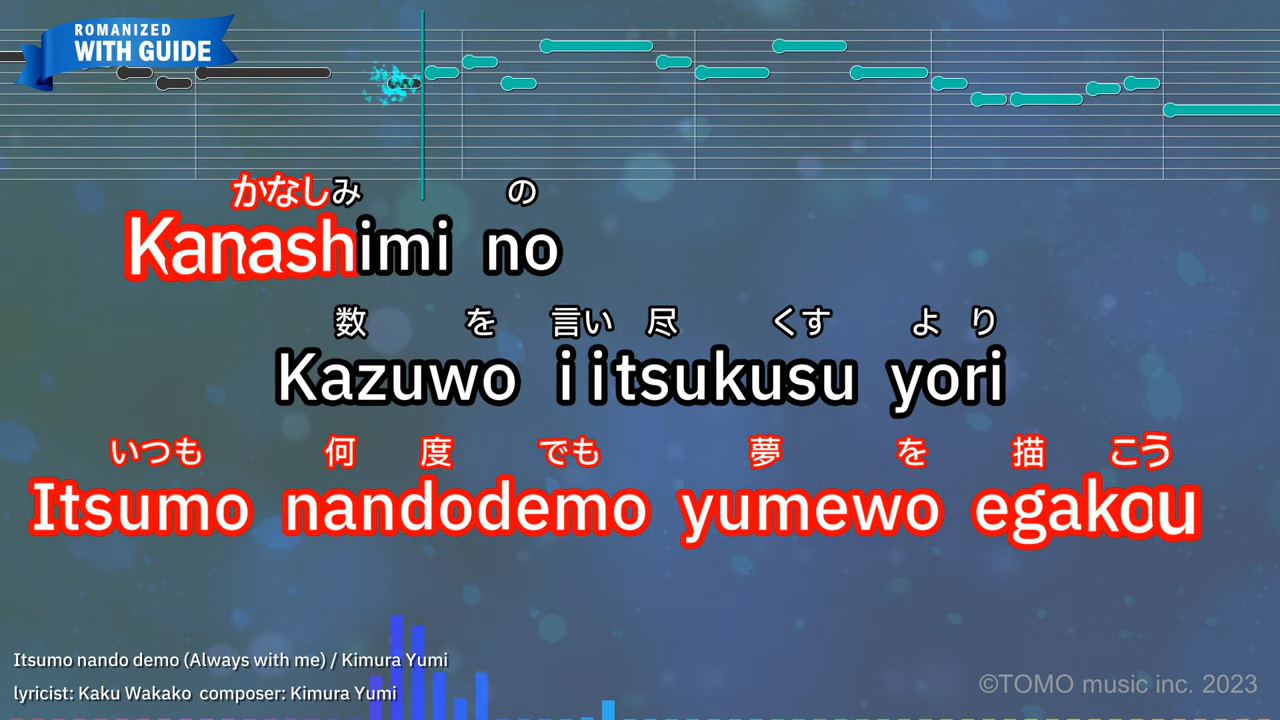 ROMANIZED
WITH GUIDE
かなしみ の
Kanashimi no
数 を 言い 尽 くす より
Kazuwo iitsukusu yori
いつも 何 度 でも 夢 を 描 こう
Itsumo nandodemo yumewo egakou
Itsumo nando demo (Always with me) / Kimura Yumi
lyricist: Kaku Wakako composer: Kimura Yumi
©TOMO music inc. 2023